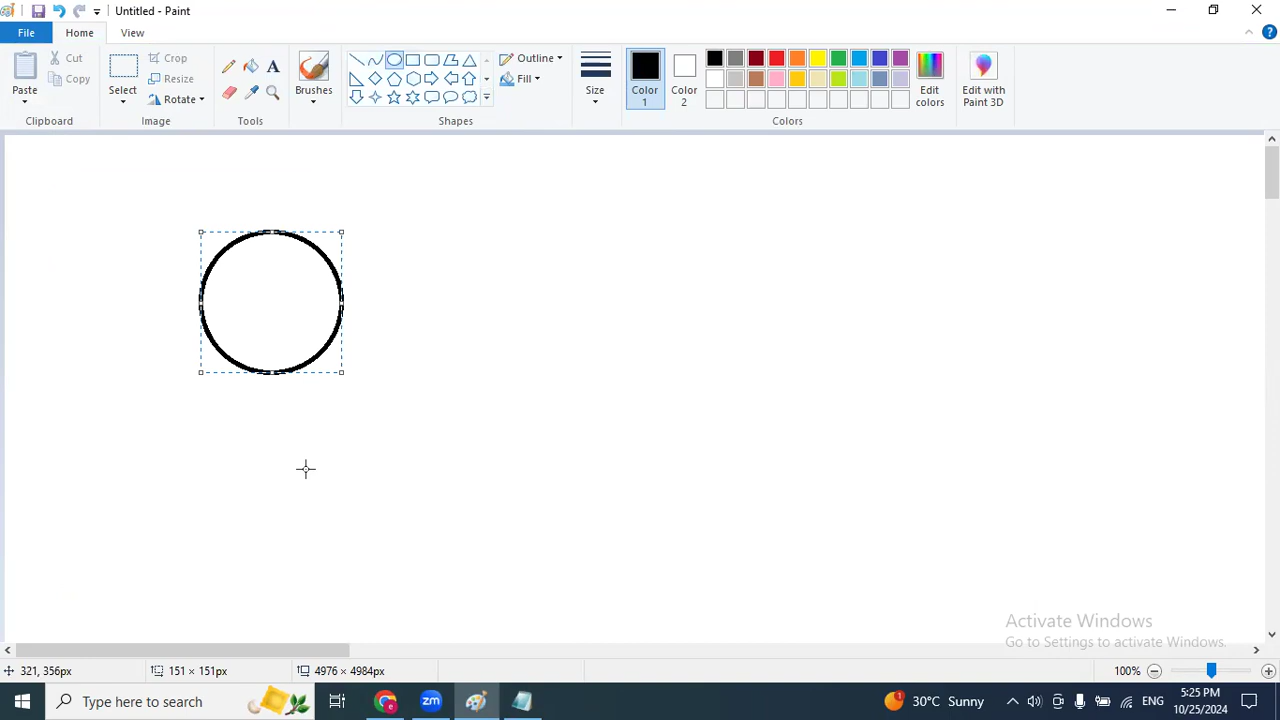 Untitled - Paint
File
Home
View
Paste
Cut
Copy
Clipboard
Select
Crop
Resize
Rotate
Image
A
Tools
Brushes
Outline
Fill
Shapes
Size
Color 1
Color 2
Colors
Edit colors
Edit with Paint 3D
Activate Windows
Go to Settings to activate Windows.
321, 356px
151 × 151px
4976 × 4984px
100%
Type here to search
zm
1
30°C Sunny
ENG
5:25 PM
10/25/2024